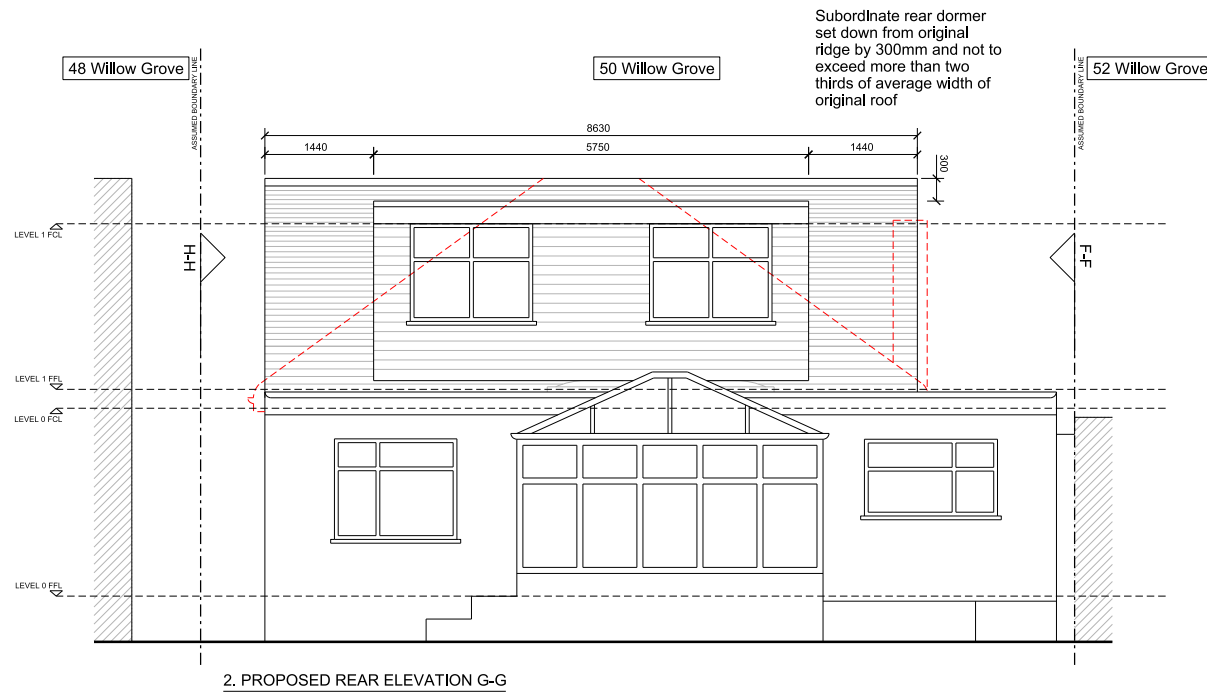 Subordinate rear dormer
set down from original
ridge by 300mm and not to
exceed more than two
thirds of average width of
original roof
48 Willow Grove
50 Willow Grove
52 Willow Grove
ASSUMED BOUNDARY LINE
ASSUMED BOUNDARY LINE
8630
1440
5750
1440
300
LEVEL 1 FCL
H-H
F-F
LEVEL 1 FFL
LEVEL 0 FCL
LEVEL 0 FFL
2. PROPOSED REAR ELEVATION G-G